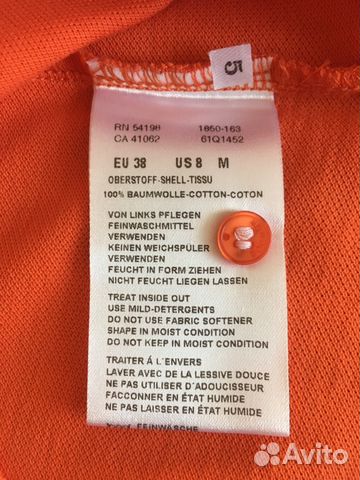 5
RN 54198 1650-163
CA 41062 61Q1452
EU 38 US 8 M
OBERSTOFF-SHELL-TISSU
100% BAUMWOLLE-COTTON-COTON
VON LINKS PFLEGEN
FEINWASCHMITTEL
VERWENDEN
KEINEN WEICHSPÜLER
VERWENDEN
FEUCHT IN FORM ZIEHEN
NICHT FEUCHT LIEGEN LASSEN
TREAT INSIDE OUT
USE MILD-DETERGENTS
DO NOT USE FABRIC SOFTENER
SHAPE IN MOIST CONDITION
DO NOT KEEP IN MOIST CONDITION
TRAITER À L'ENVERS
LAVER AVEC DE LA LESSIVE DOUCE
NE PAS UTILISER D'ADOUCISSEUR
FACCONNER EN ÉTAT HUMIDE
NE PAS LAISSER EN ÉTAT HUMIDE
FEINWÄSCHE
Avito